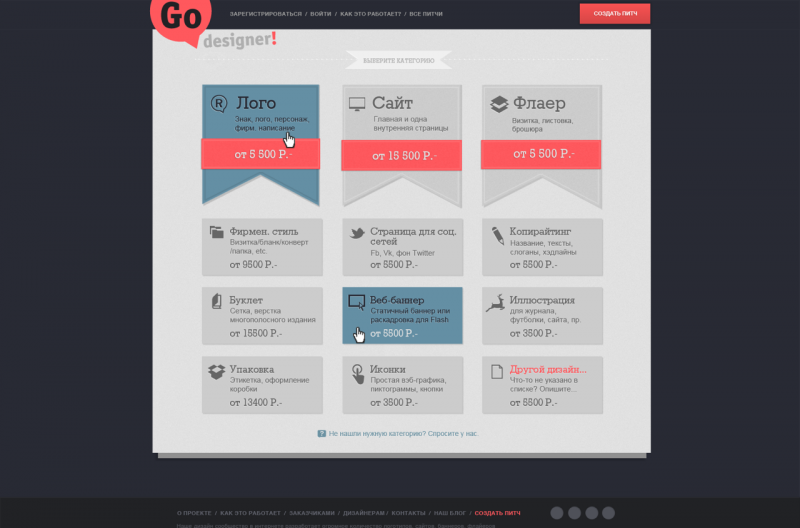 Go
designer!
ЗАРЕГИСТРИРОВАТЬСЯ / ВОЙТИ / КАК ЭТО РАБОТАЕТ? / ВСЕ ПИТЧИ
СОЗДАТЬ ПИТЧ
ВЫБЕРИТЕ КАТЕГОРИЮ
R
Лого
Знак, лого, персонаж,
фирм. написание
от 5 500 Р.-
Сайт
Главная и одна
внутренняя страницы
от 15 500 Р.-
Флаер
Визитка, листовка,
брошюра
от 5 500 Р.-
Фирмен. стиль
Визитка/бланк/конверт
/папка, etc.
от 9500 Р.-
Страница для соц.
сетей
Fb, Vk, фон Twitter
от 5500 Р.-
Копирайтинг
Название, тексты,
слоганы, хэдлайны
от 5500 Р.-
Буклет
Сетка, верстка
многополосного издания
от 15500 Р.-
Веб-баннер
Статичный баннер или
раскадровка для Flash
от 5500 Р.-
Иллюстрация
для журнала,
футболки, сайта, пр.
от 3500 Р.-
Упаковка
Этикетка, оформление
коробки
от 13400 Р.-
Иконки
Простая вэб-графика,
пиктограммы, кнопки
от 3500 Р.-
Другой дизайн...
Что-то не указано в
списке? Опишите...
от 5500 Р.-
? Не нашли нужную категорию? Спросите у нас.
О ПРОЕКТЕ / КАК ЭТО РАБОТАЕТ / ЗАКАЗЧИКАМИ / ДИЗАЙНЕРАМ / КОНТАКТЫ / НАШ БЛОГ / СОЗДАТЬ ПИТЧ